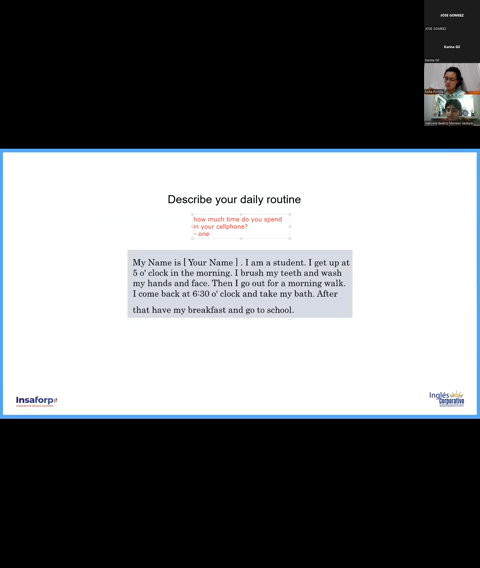 JOSE GOMEEZ
JOSE GOMEEZ
Karina Gil
Karina Gil
Describe your daily routine
how much time do you spend
in your cellphone?
- one
My Name is [ Your Name ] . I am a student. I get up at
5 o' clock in the morning. I brush my teeth and wash
my hands and face. Then I go out for a morning walk.
I come back at 6:30 o' clock and take my bath. After
that have my breakfast and go to school.
Insaforp
Inglés
Corporativo